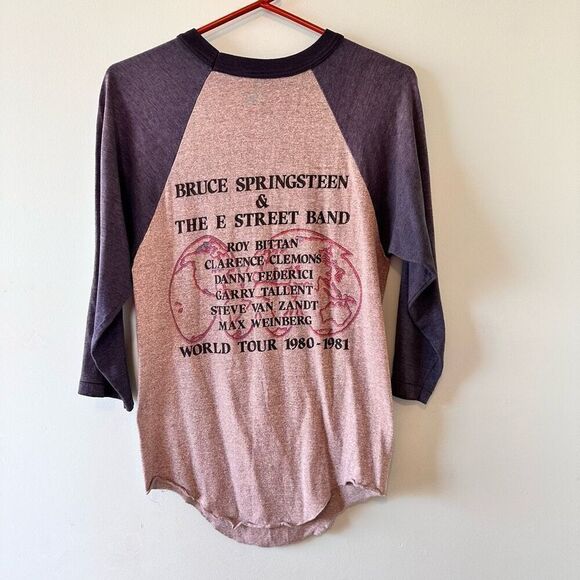 BRUCE SPRINGSTEEN
&
THE E STREET BAND
ROY BITTAN
CLARENCE CLEMONS
DANNY FEDERICI
GARRY TALLENT
STEVE VAN ZANDT
MAX WEINBERG
WORLD TOUR 1980-1981